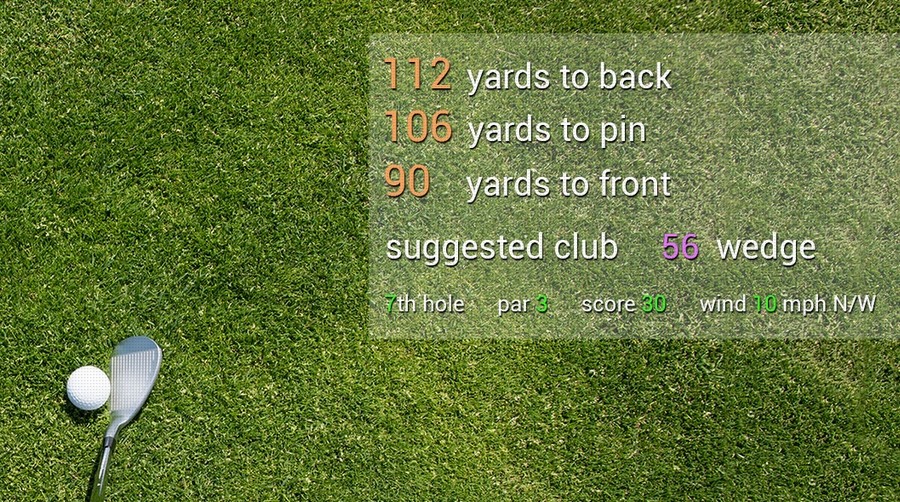 112 yards to back
106 yards to pin
90 yards to front
suggested club 56 wedge
7th hole par 3 score 30 wind 10 mph N/W